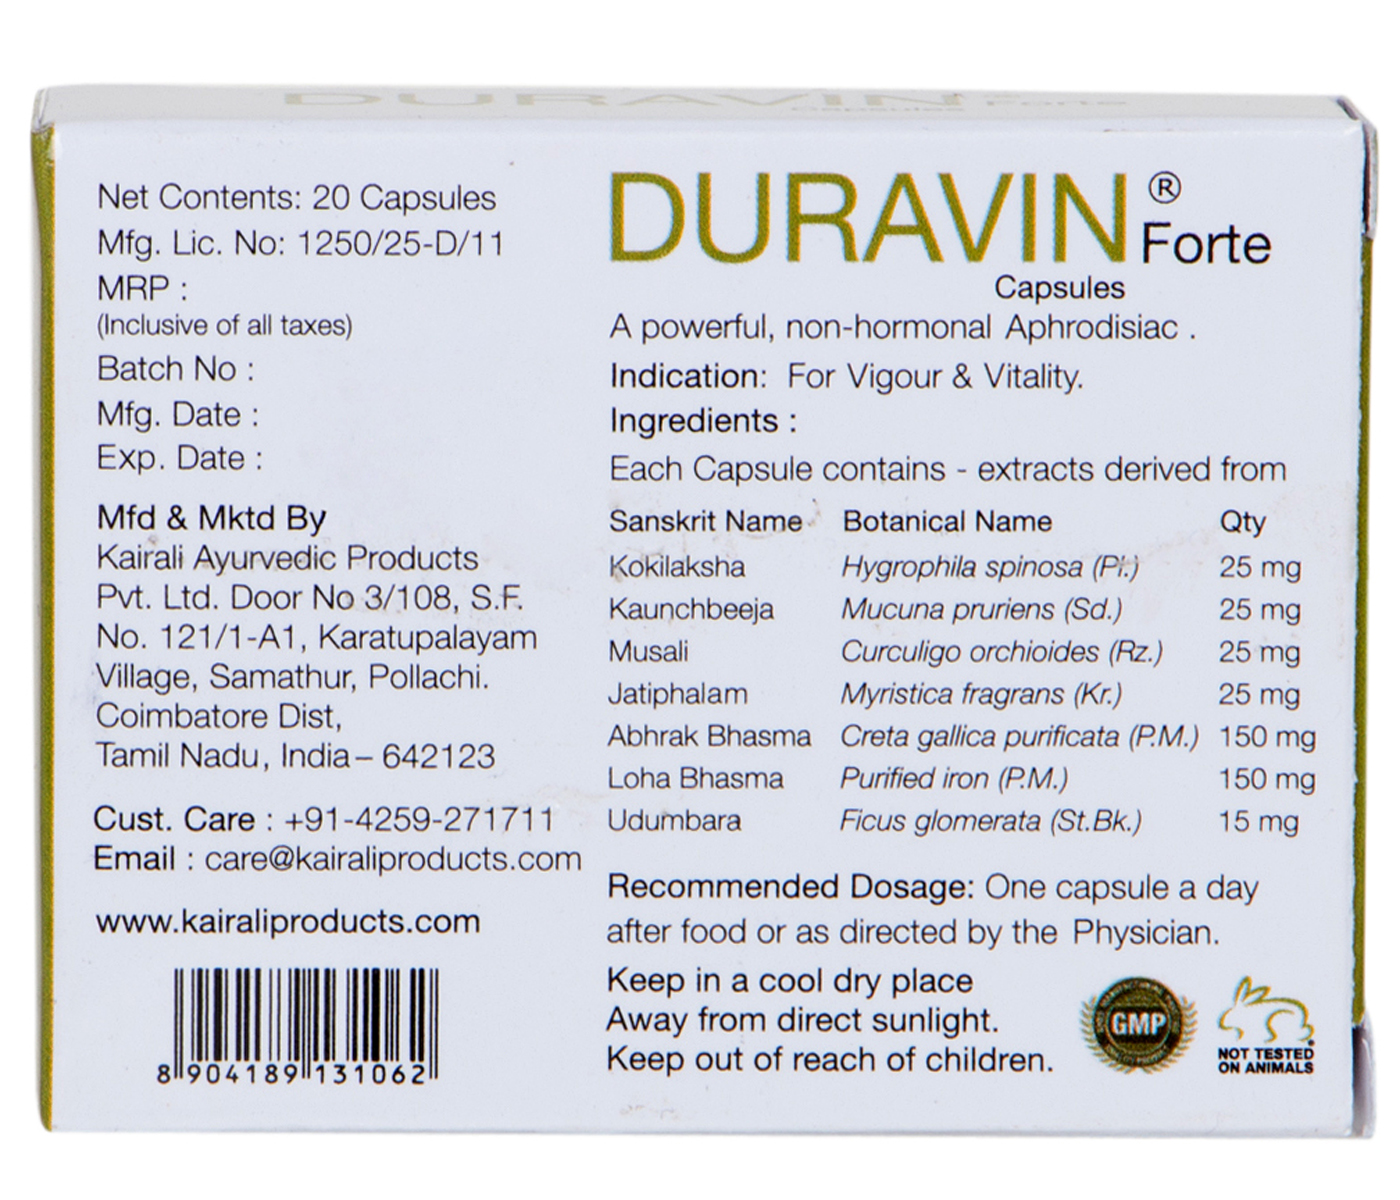 DURAVIN Forte
Capsules
Net Contents: 20 Capsules
Mfg. Lic. No: 1250/25-D/11
MRP :
(Inclusive of all taxes)
Batch No :
Mfg. Date :
Exp. Date :
Mfd & Mktd By
Kairali Ayurvedic Products
Pvt. Ltd. Door No 3/108, S.F.
No. 121/1-A1, Karatupalayam
Village, Samathur, Pollachi.
Coimbatore Dist,
Tamil Nadu, India– 642123
Cust. Care : +91-4259-271711
Email : care@kairaliproducts.com
www.kairaliproducts.com
8 904189 131062
DURAVIN ® Forte
Capsules
A powerful, non-hormonal Aphrodisiac .
Indication: For Vigour & Vitality.
Ingredients :
Each Capsule contains - extracts derived from
Sanskrit Name Botanical Name Qty
Kokilaksha Hygrophila spinosa (Pl.) 25 mg
Kaunchbeeja Mucuna pruriens (Sd.) 25 mg
Musali Curculigo orchioides (Rz.) 25 mg
Jatiphalam Myristica fragrans (Kr.) 25 mg
Abhrak Bhasma Creta gallica purificata (P.M.) 150 mg
Loha Bhasma Purified iron (P.M.) 150 mg
Udumbara Ficus glomerata (St.Bk.) 15 mg
Recommended Dosage: One capsule a day
after food or as directed by the Physician.
Keep in a cool dry place
Away from direct sunlight.
Keep out of reach of children.
GMP
NOT TESTED
ON ANIMALS